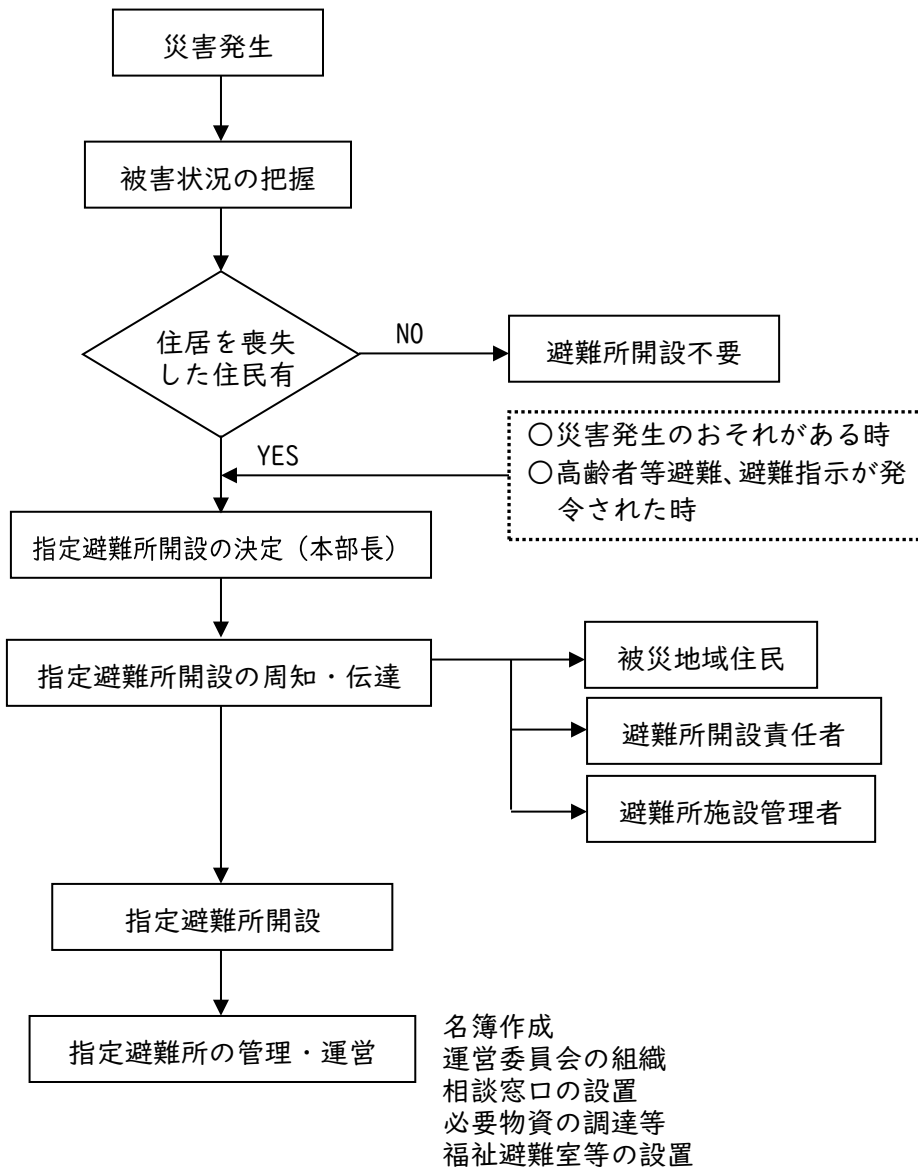 災害発生
被害状況の把握
住居を喪失
した住民有
NO
避難所開設不要
YES
○災害発生のおそれがある時
○高齢者等避難、避難指示が発
令された時
指定避難所開設の決定（本部長）
指定避難所開設の周知・伝達
被災地域住民
避難所開設責任者
避難所施設管理者
指定避難所開設
指定避難所の管理・運営
名簿作成
運営委員会の組織
相談窓口の設置
必要物資の調達等
福祉避難室等の設置